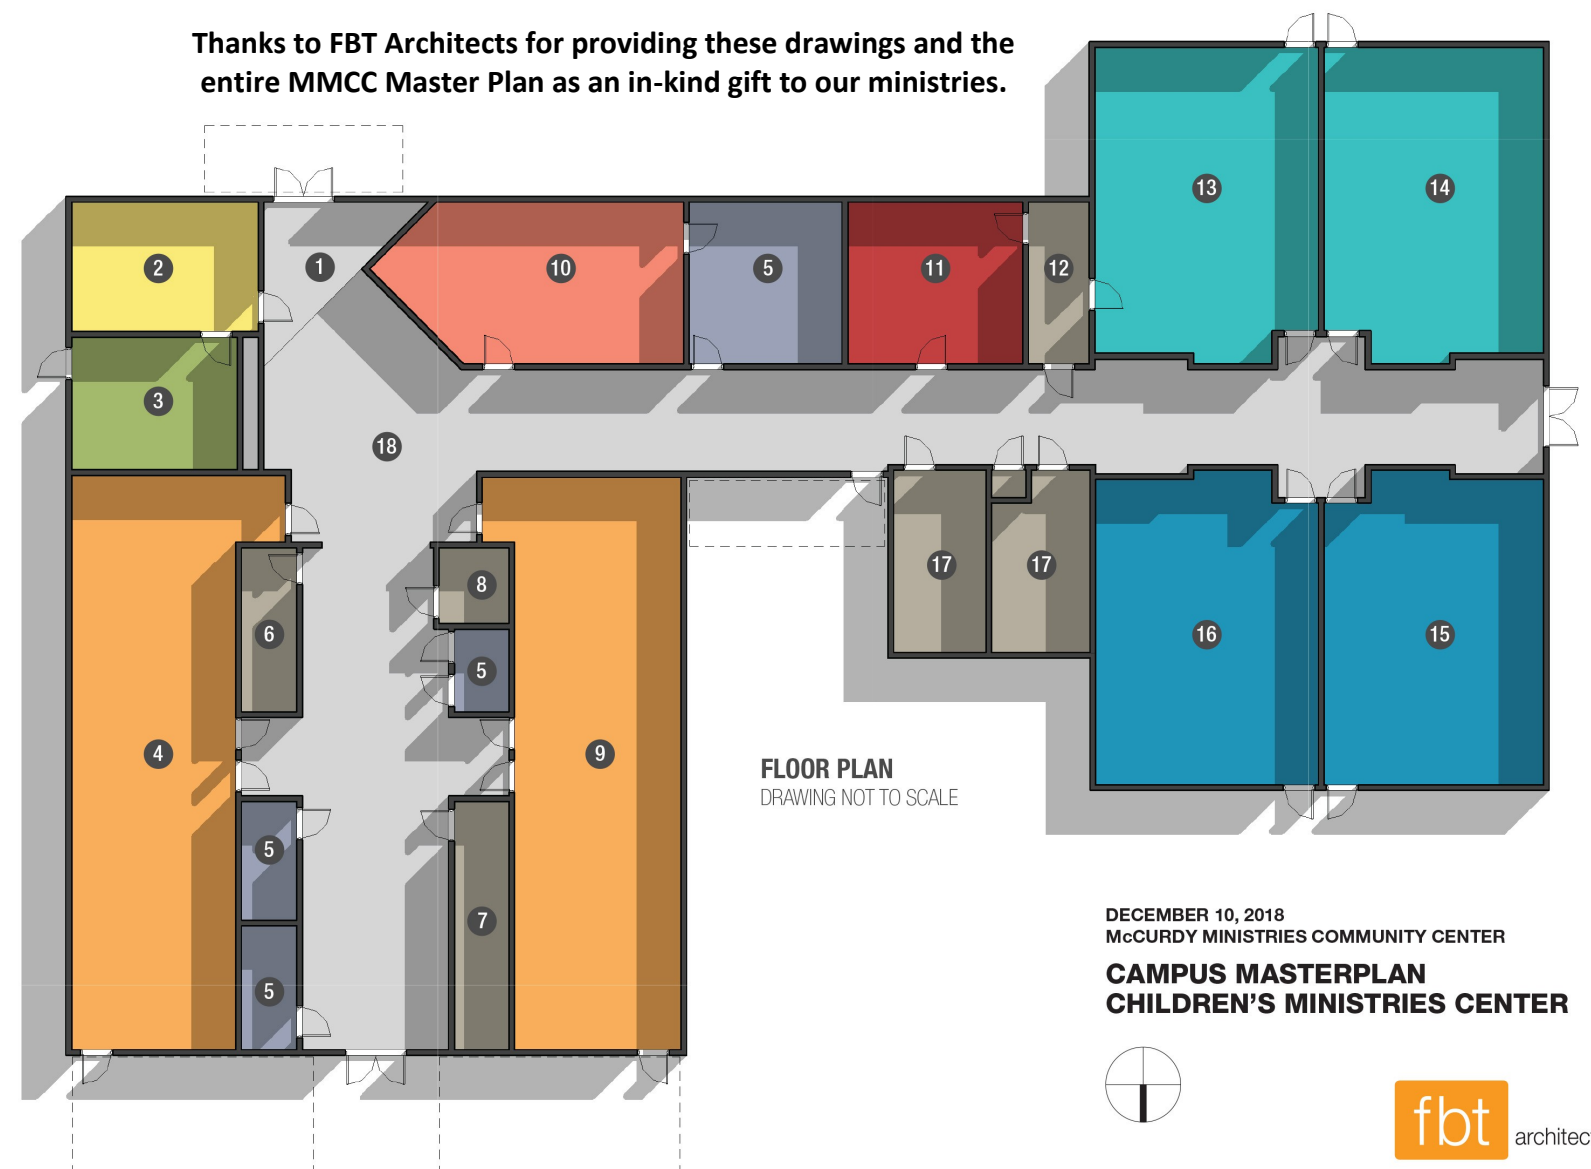 Thanks to FBT Architects for providing these drawings and the
entire MMCC Master Plan as an in-kind gift to our ministries.
13
14
2
1
10
5
11
12
3
18
17
17
8
6
5
16
15
4
9
5
7
5
FLOOR PLAN
DRAWING NOT TO SCALE
DECEMBER 10, 2018
McCURDY MINISTRIES COMMUNITY CENTER
CAMPUS MASTERPLAN
CHILDREN'S MINISTRIES CENTER
fbt architec